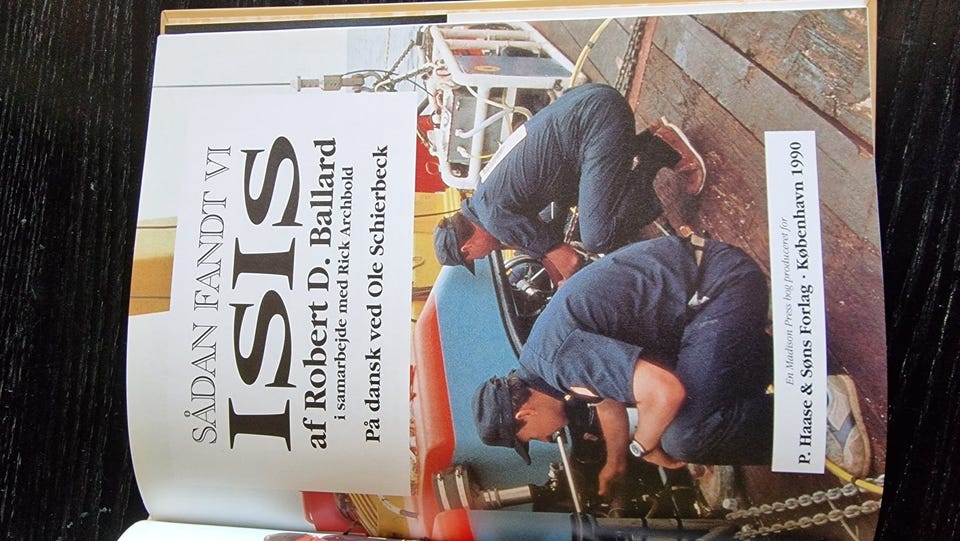 SÅDAN FANDT VI
ISIS
af Robert D. Ballard
i samarbejde med Rick Archbold
På dansk ved Ole Schierbeck
En Madison Press bog produceret for
P. Haase & Søns Forlag · København 1990